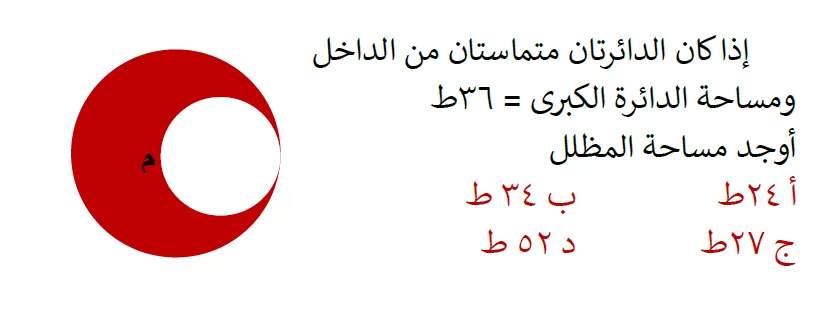 إذا كان الدائرتان متماستان من الداخل
ومساحة الدائرة الكبرى = ٣٦ط
أوجد مساحة المظلل
أ ٢٤ط ب ٣٤ ط
ج ٢٧ط د ٥٢ ط
م